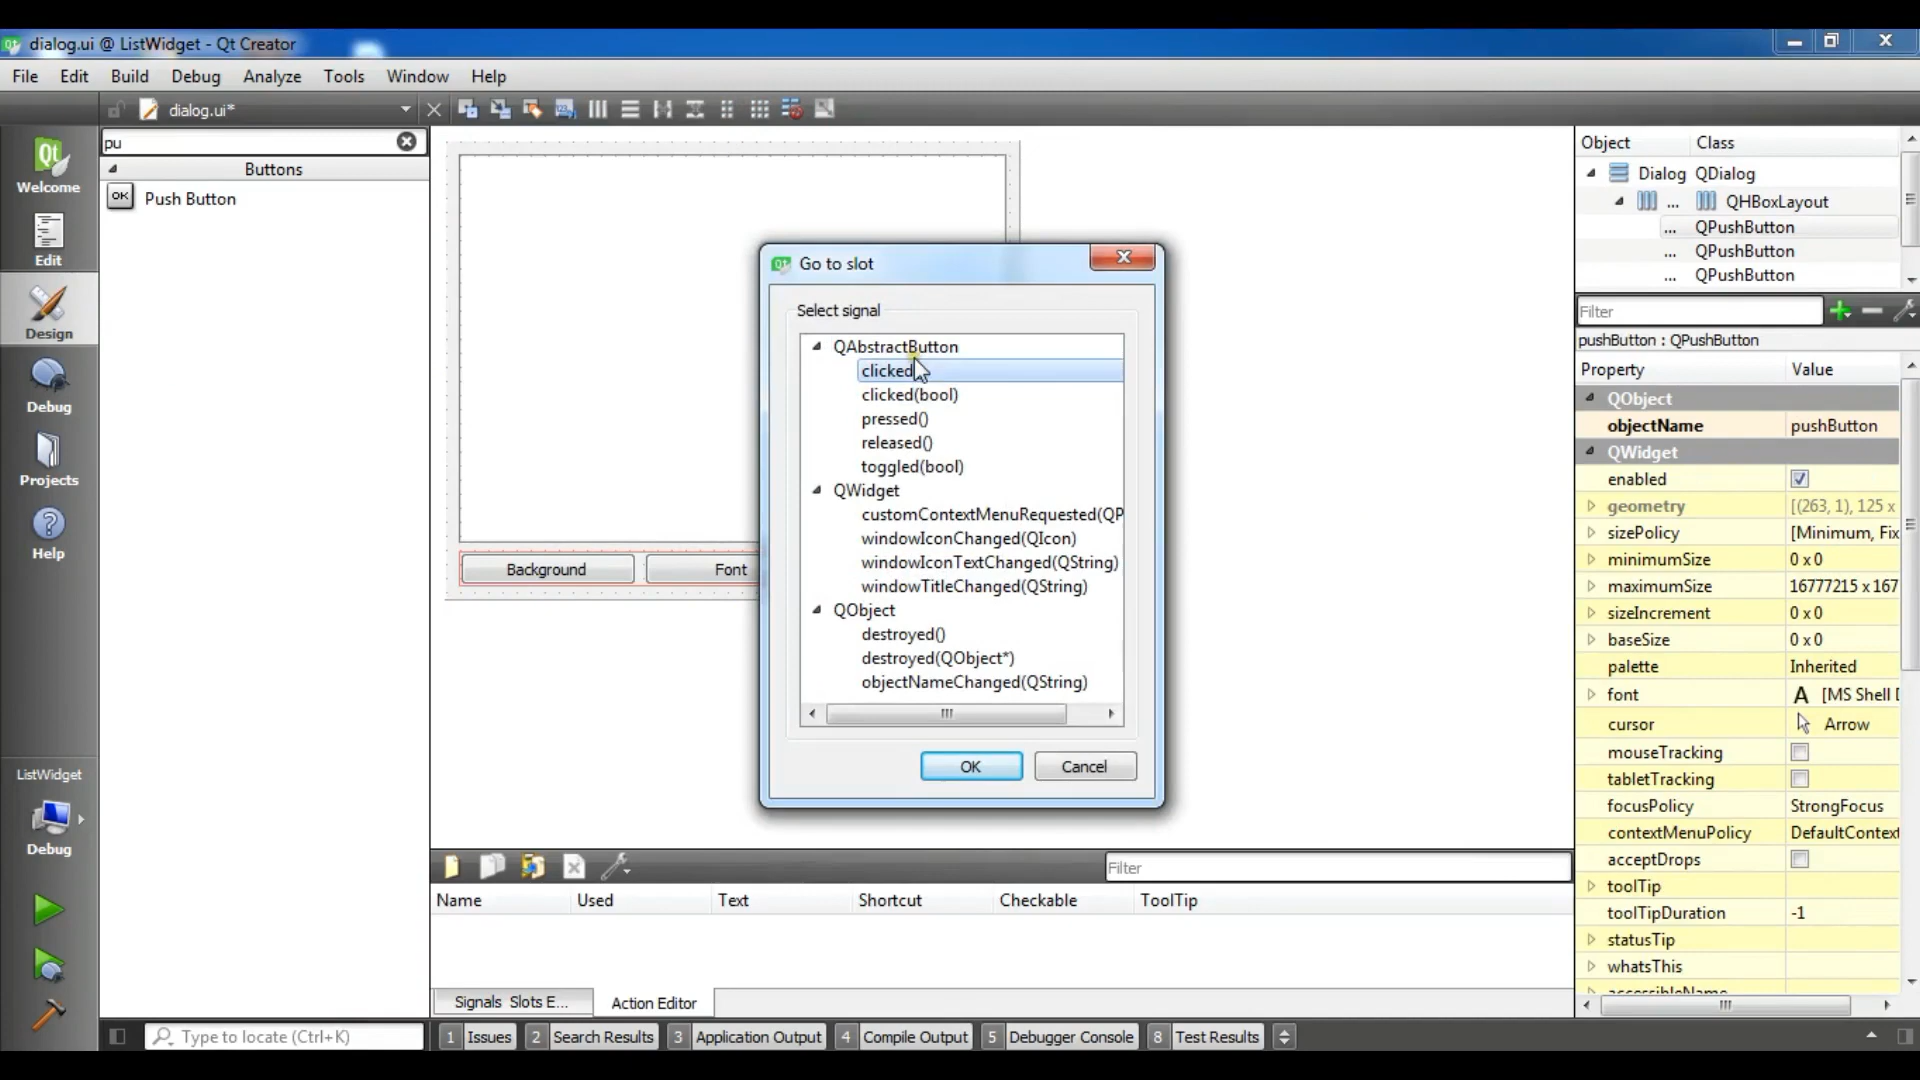 dialog.ui @ ListWidget - Qt Creator
File Edit Build Debug Analyze Tools Window Help
dialog.ui*
pu
Buttons
OK Push Button
Welcome
Edit
Design
Debug
Projects
Help
ListWidget
Debug
Background
Font
Go to slot
Select signal
QAbstractButton
clicked
clicked(bool)
pressed()
released()
toggled(bool)
QWidget
customContextMenuRequested(QP
windowIconChanged(QIcon)
windowIconTextChanged(QString)
windowTitleChanged(QString)
QObject
destroyed()
destroyed(QObject*)
objectNameChanged(QString)
OK Cancel
Object Class
Dialog QDialog
... QHBoxLayout
... QPushButton
... QPushButton
... QPushButton
Filter
pushButton : QPushButton
Property Value
QObject
objectName pushButton
QWidget
enabled
geometry [(263, 1), 125 x
sizePolicy [Minimum, Fix
minimumSize 0 x 0
maximumSize 16777215 x 167
sizeIncrement 0 x 0
baseSize 0 x 0
palette Inherited
font A [MS Shell D
cursor Arrow
mouseTracking
tabletTracking
focusPolicy StrongFocus
contextMenuPolicy DefaultContext
acceptDrops
toolTip
toolTipDuration -1
statusTip
whatsThis
accessibleName
Filter
Name Used Text Shortcut Checkable ToolTip
Signals Slots E... Action Editor
Type to locate (Ctrl+K) 1 Issues 2 Search Results 3 Application Output 4 Compile Output 5 Debugger Console 8 Test Results